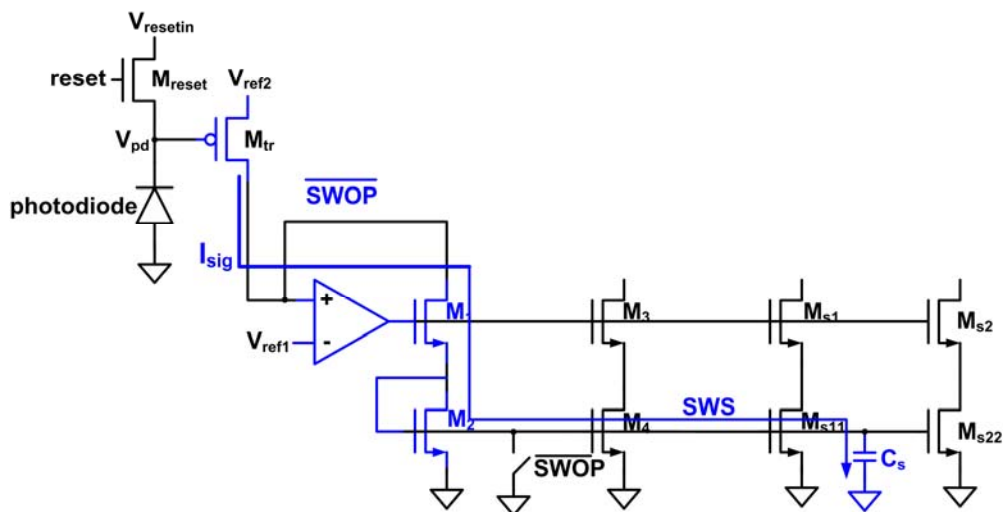 V_resetin
reset
M_reset
V_ref2
V_pd
M_tr
SWOP
photodiode
I_sig
+
M_1
M_3
M_s1
M_s2
V_ref1
-
M_2
SWS
M_4
M_s11
M_s22
SWOP
C_s